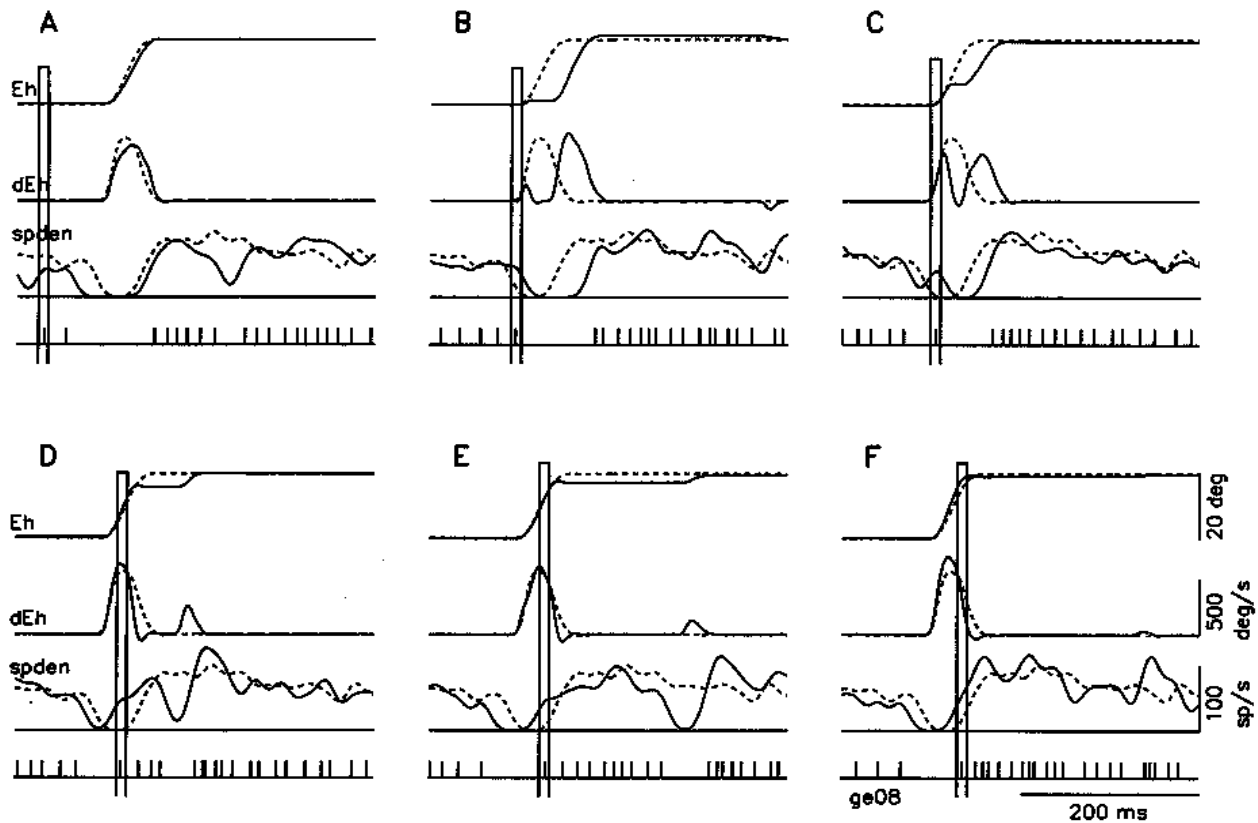 A
B
C
Eh
dEh
spden
D
E
F
Eh
dEh
spden
20 deg
500
deg/s
100
sp/s
ge08
200 ms